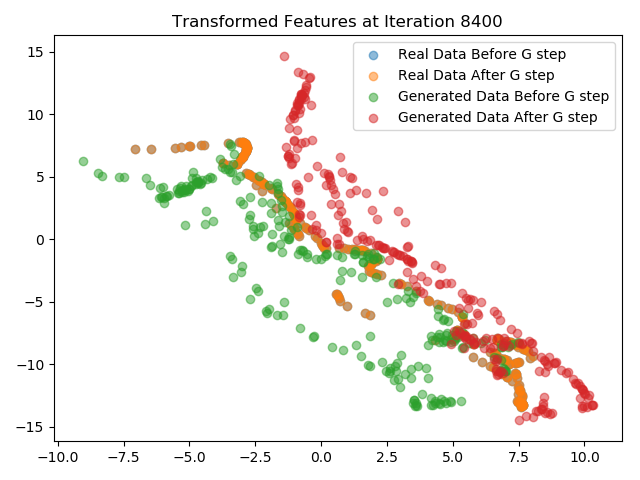 Transformed Features at Iteration 8400
Real Data Before G step
Real Data After G step
Generated Data Before G step
Generated Data After G step
15
10
5
0
−5
−10
−15
−10.0 −7.5 −5.0 −2.5 0.0 2.5 5.0 7.5 10.0